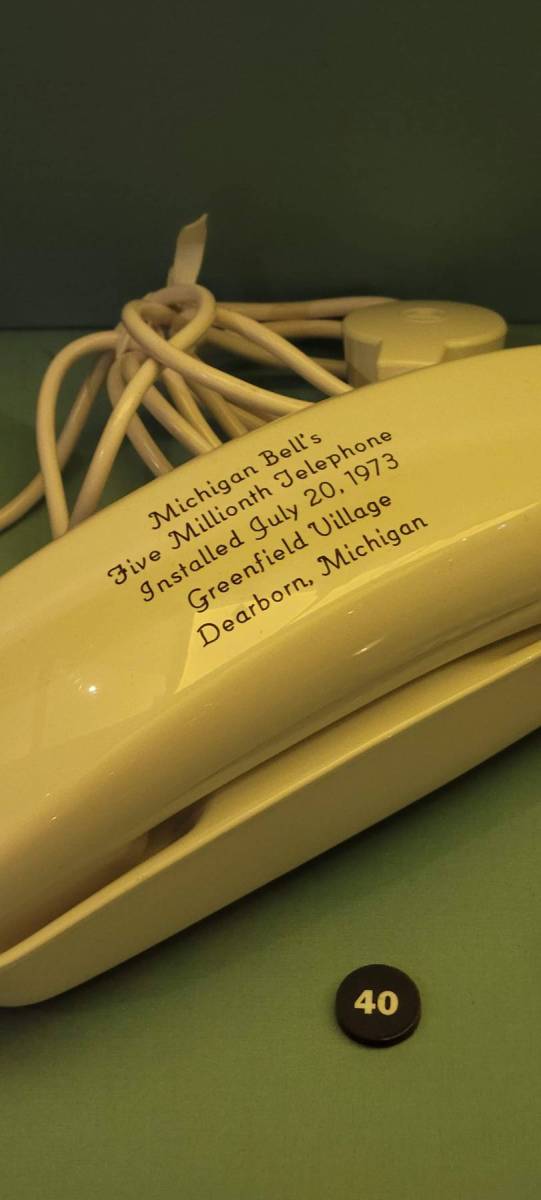 Michigan Bell's
Five Millionth Telephone
Installed July 20, 1973
Greenfield Village
Dearborn, Michigan
40